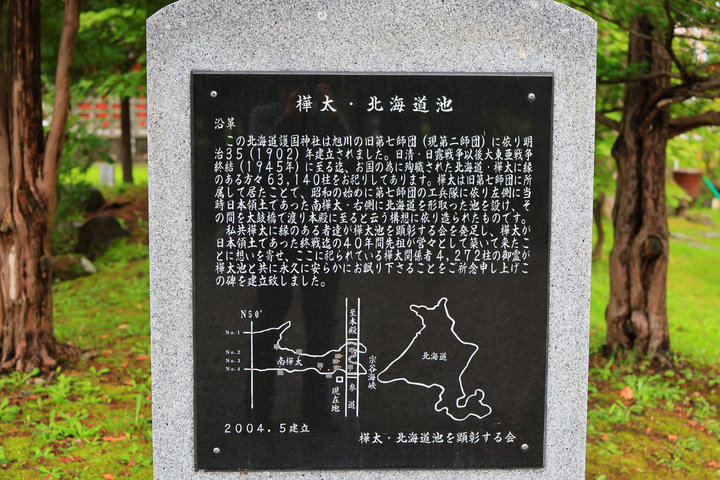 樺太・北海道池
沿革
この北海道護国神社は旭川の旧第七師団(現第二師団)に依り明
治35(1902)年建立されました。日清・日露戦争以後大東亜戦争
終結(1945年)に至る迄、お国の為に殉職された北海道・樺太に縁
のある方々63,140柱をお祀りしてあります。樺太は旧第七師団に所
属して居たことで、昭和の始めに第七師団の工兵隊に依り左側に当
時日本領土であった南樺太・右側に北海道を形取った池を設け、そ
の間を太鼓橋で渡り本殿に至ると云う構想に依り造られたものです。
私共樺太に縁のある者達が樺太池を顕彰する会を発足し、樺太が
日本領土であった終戦迄の40年間先祖が営々として築いて来たこ
とに想いを寄せ、ここに祀られている樺太関係者4,272柱の御霊が
樺太池と共に永久に安らかにお眠り下さることをご祈念申し上げこ
の碑を建立致しました。
N50°
No.1
No.2
No.3
No.4
南樺太
至本殿
参道
現在地
宗谷海峡
北海道
2004.5建立
樺太・北海道池を顕彰する会